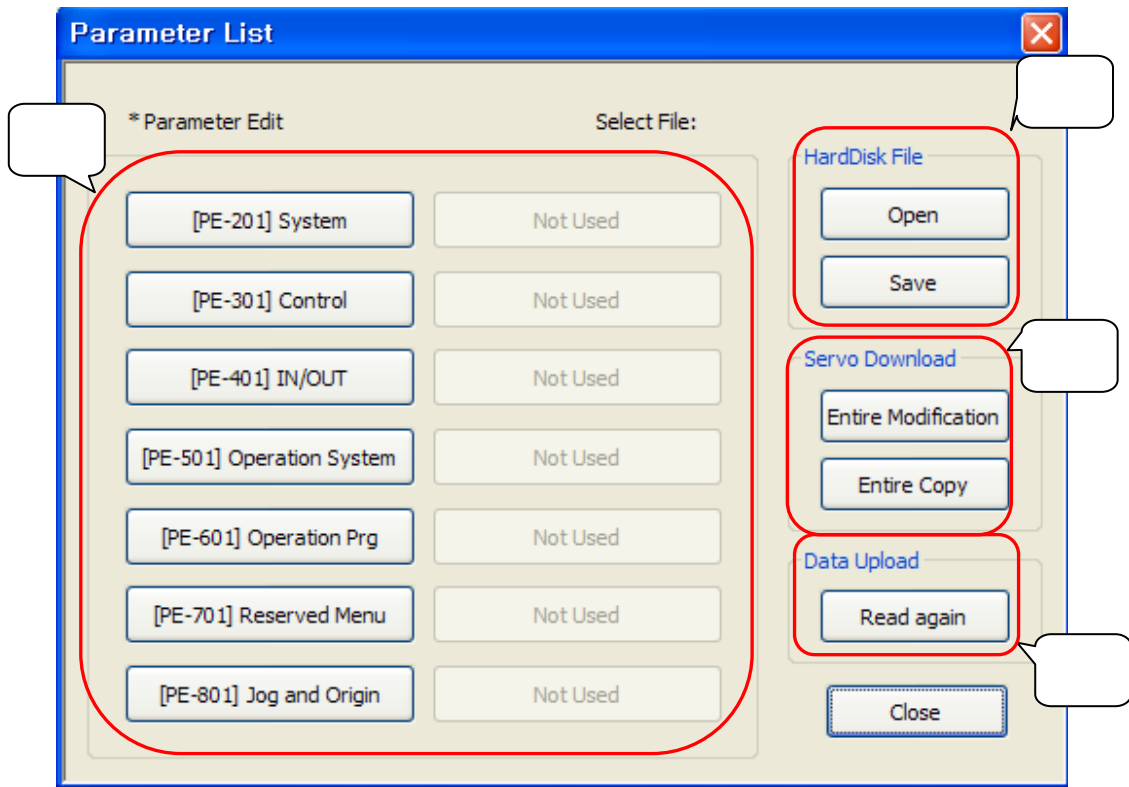 Parameter List
* Parameter Edit
Select File:
[PE-201] System
Not Used
[PE-301] Control
Not Used
[PE-401] IN/OUT
Not Used
[PE-501] Operation System
Not Used
[PE-601] Operation Prg
Not Used
[PE-701] Reserved Menu
Not Used
[PE-801] Jog and Origin
Not Used
HardDisk File
Open
Save
Servo Download
Entire Modification
Entire Copy
Data Upload
Read again
Close